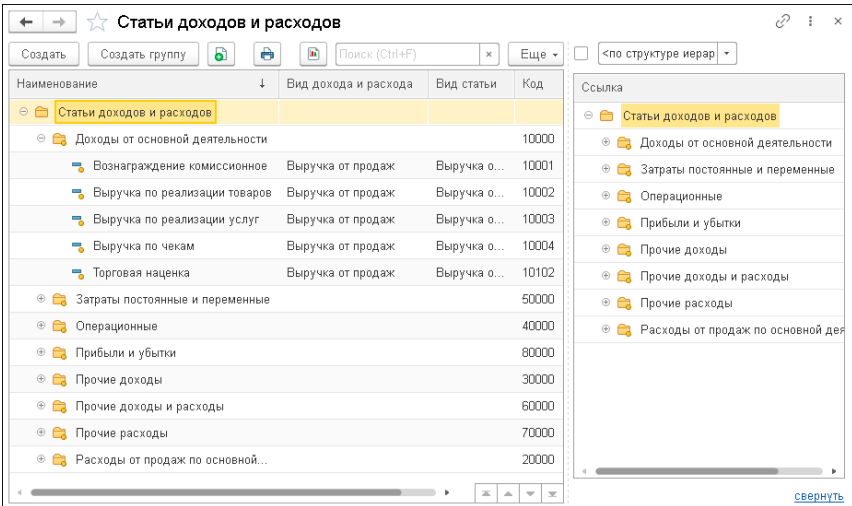 Статьи доходов и расходов
Создать Создать группу Поиск (Ctrl+F) × Еще <по структуре иерар
Наименование ↓ Вид дохода и расхода Вид статьи Код
Статьи доходов и расходов
Доходы от основной деятельности 10000
Вознаграждение комиссионное Выручка от продаж Выручка о... 10001
Выручка по реализации товаров Выручка от продаж Выручка о... 10002
Выручка по реализации услуг Выручка от продаж Выручка о... 10003
Выручка по чекам Выручка от продаж Выручка о... 10004
Торговая наценка Выручка от продаж Выручка о... 10102
Затраты постоянные и переменные 50000
Операционные 40000
Прибыли и убытки 80000
Прочие доходы 30000
Прочие доходы и расходы 60000
Прочие расходы 70000
Расходы от продаж по основной... 20000
Ссылка
Статьи доходов и расходов
Доходы от основной деятельности
Затраты постоянные и переменные
Операционные
Прибыли и убытки
Прочие доходы
Прочие доходы и расходы
Прочие расходы
Расходы от продаж по основной дея
свернуть